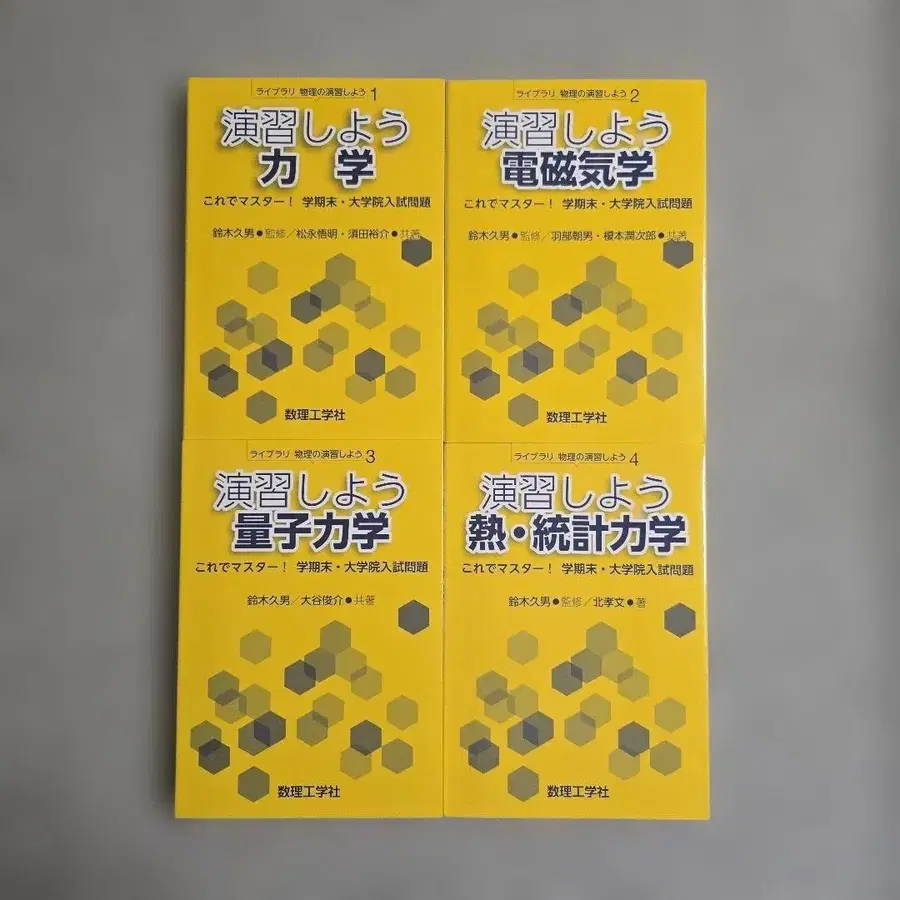 ライブラリ 物理の演習しよう 1
演習しよう
力 学
これでマスター! 学期末・大学院入試問題
鈴木久男●監修/松永悟明・須田裕介●共著
数理工学社
ライブラリ 物理の演習しよう 2
演習しよう
電磁気学
これでマスター! 学期末・大学院入試問題
鈴木久男●監修/羽部朝男・榎本潤次郎●共著
数理工学社
ライブラリ 物理の演習しよう 3
演習しよう
量子力学
これでマスター! 学期末・大学院入試問題
鈴木久男/大谷俊介●共著
数理工学社
ライブラリ 物理の演習しよう 4
演習しよう
熱・統計力学
これでマスター! 学期末・大学院入試問題
鈴木久男●監修/北孝文●著
数理工学社